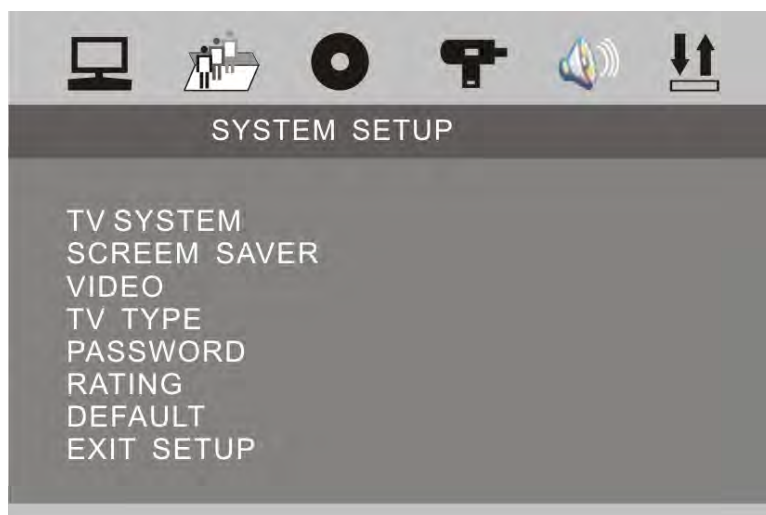 SYSTEM SETUP
TV SYSTEM
SCREEM SAVER
VIDEO
TV TYPE
PASSWORD
RATING
DEFAULT
EXIT SETUP